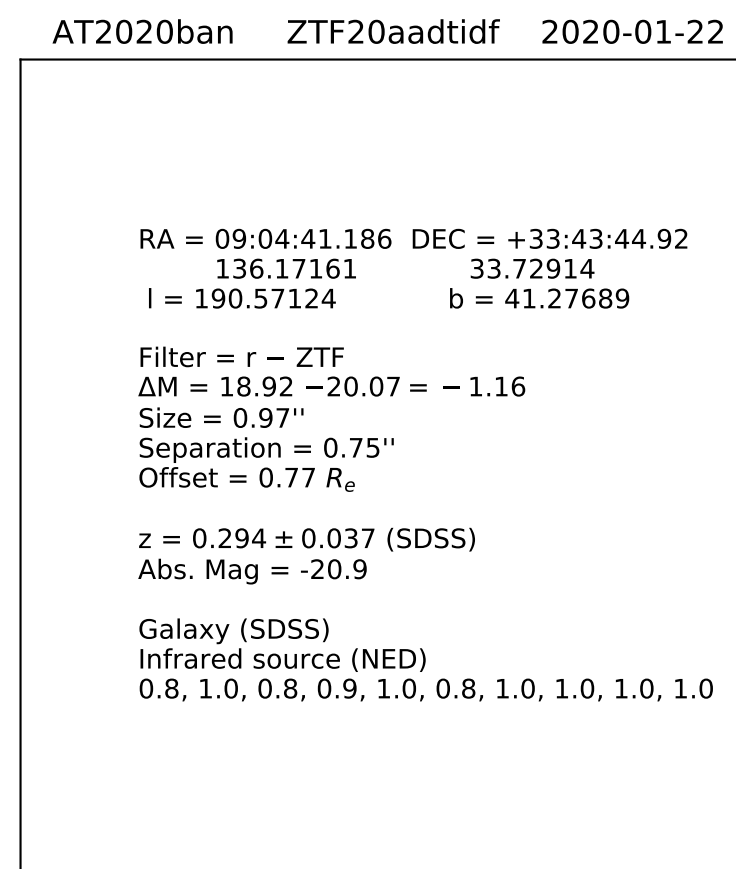 AT2020ban ZTF20aadtidf 2020-01-22
RA = 09:04:41.186 DEC = +33:43:44.92
136.17161 33.72914
l = 190.57124 b = 41.27689
Filter = r − ZTF
ΔM = 18.92 −20.07 = − 1.16
Size = 0.97''
Separation = 0.75''
Offset = 0.77 Re
z = 0.294 ± 0.037 (SDSS)
Abs. Mag = -20.9
Galaxy (SDSS)
Infrared source (NED)
0.8, 1.0, 0.8, 0.9, 1.0, 0.8, 1.0, 1.0, 1.0, 1.0